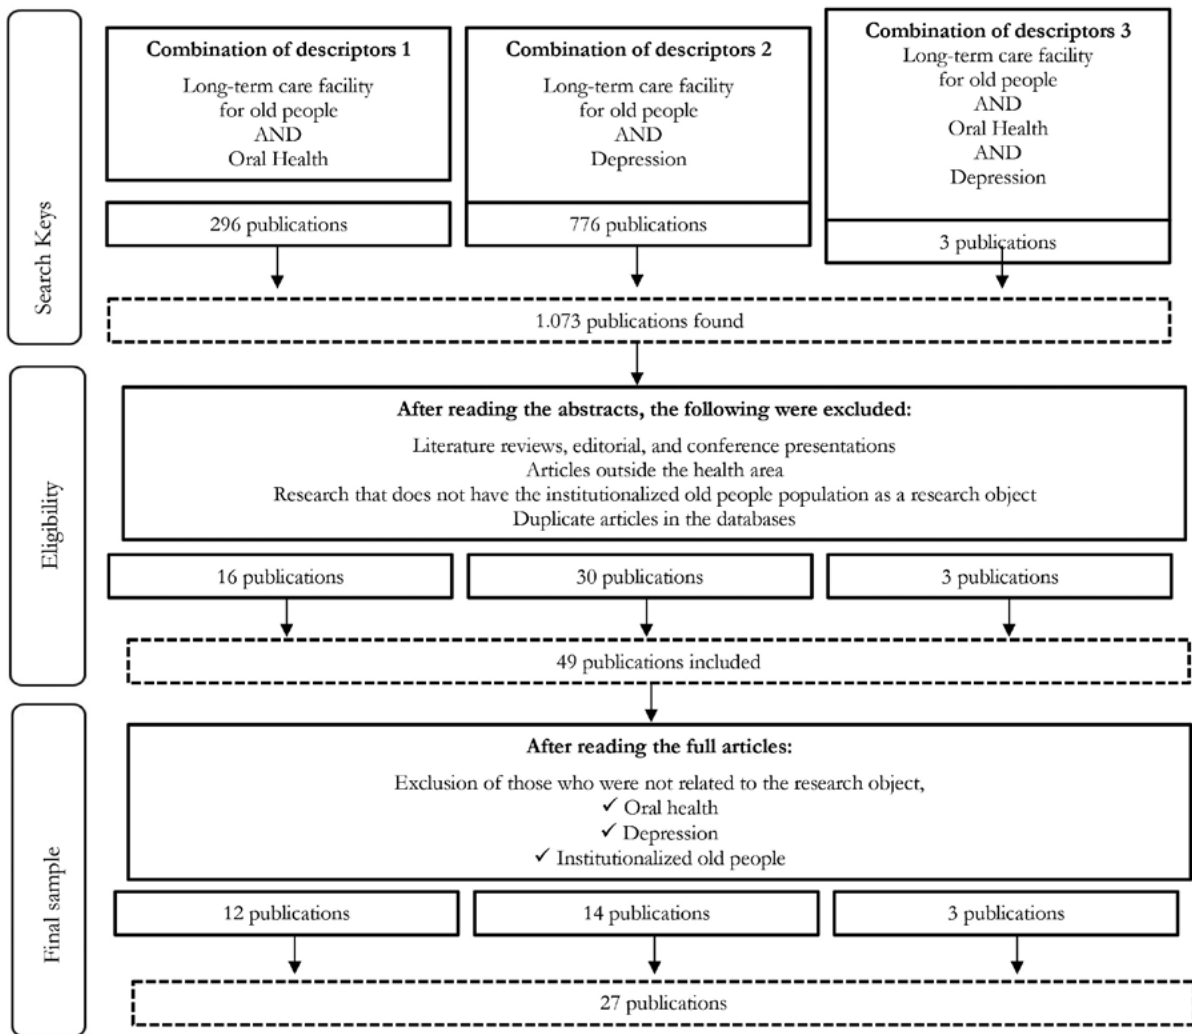 Search Keys
Combination of descriptors 1
Long-term care facility
for old people
AND
Oral Health
296 publications
Combination of descriptors 2
Long-term care facility
for old people
AND
Depression
776 publications
Combination of descriptors 3
Long-term care facility
for old people
AND
Oral Health
AND
Depression
3 publications
1.073 publications found
Eligibility
After reading the abstracts, the following were excluded:
Literature reviews, editorial, and conference presentations
Articles outside the health area
Research that does not have the institutionalized old people population as a research object
Duplicate articles in the databases
16 publications
30 publications
3 publications
49 publications included
Final sample
After reading the full articles:
Exclusion of those who were not related to the research object,
✓ Oral health
✓ Depression
✓ Institutionalized old people
12 publications
14 publications
3 publications
27 publications